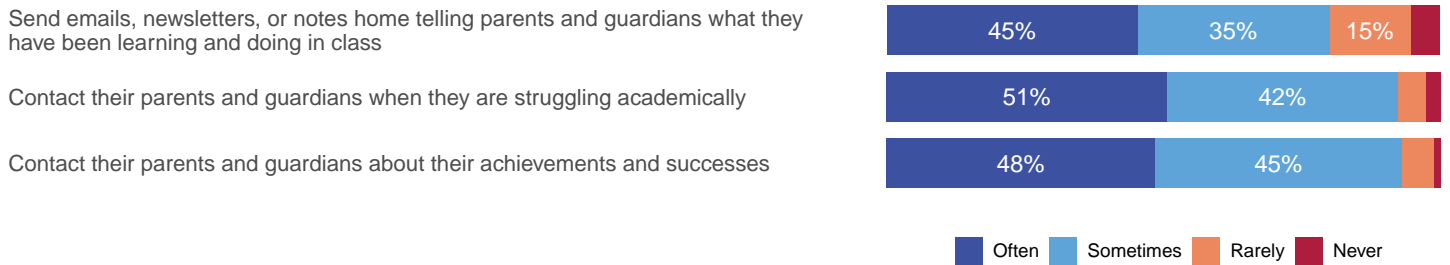 Send emails, newsletters, or notes home telling parents and guardians what they
have been learning and doing in class
45% 35% 15%
Contact their parents and guardians when they are struggling academically
51% 42%
Contact their parents and guardians about their achievements and successes
48% 45%
Often Sometimes Rarely Never